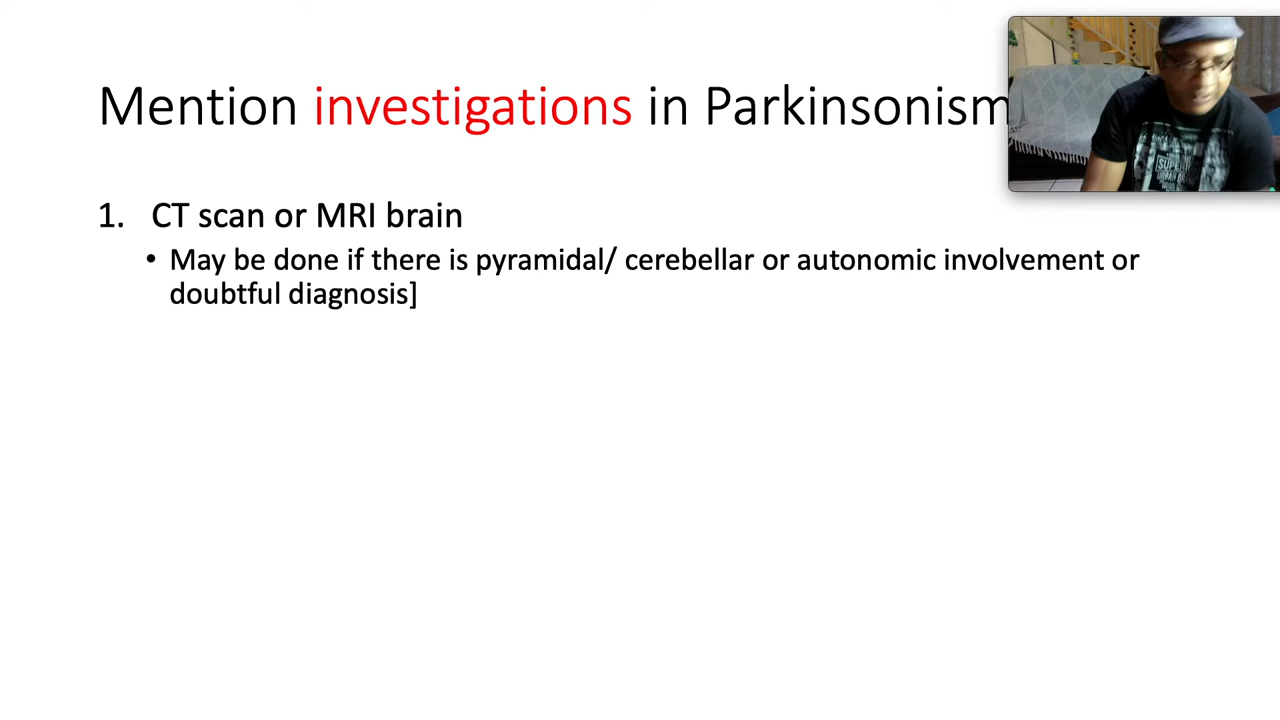 Mention investigations in Parkinsonism
1. CT scan or MRI brain
• May be done if there is pyramidal/ cerebellar or autonomic involvement or
doubtful diagnosis]